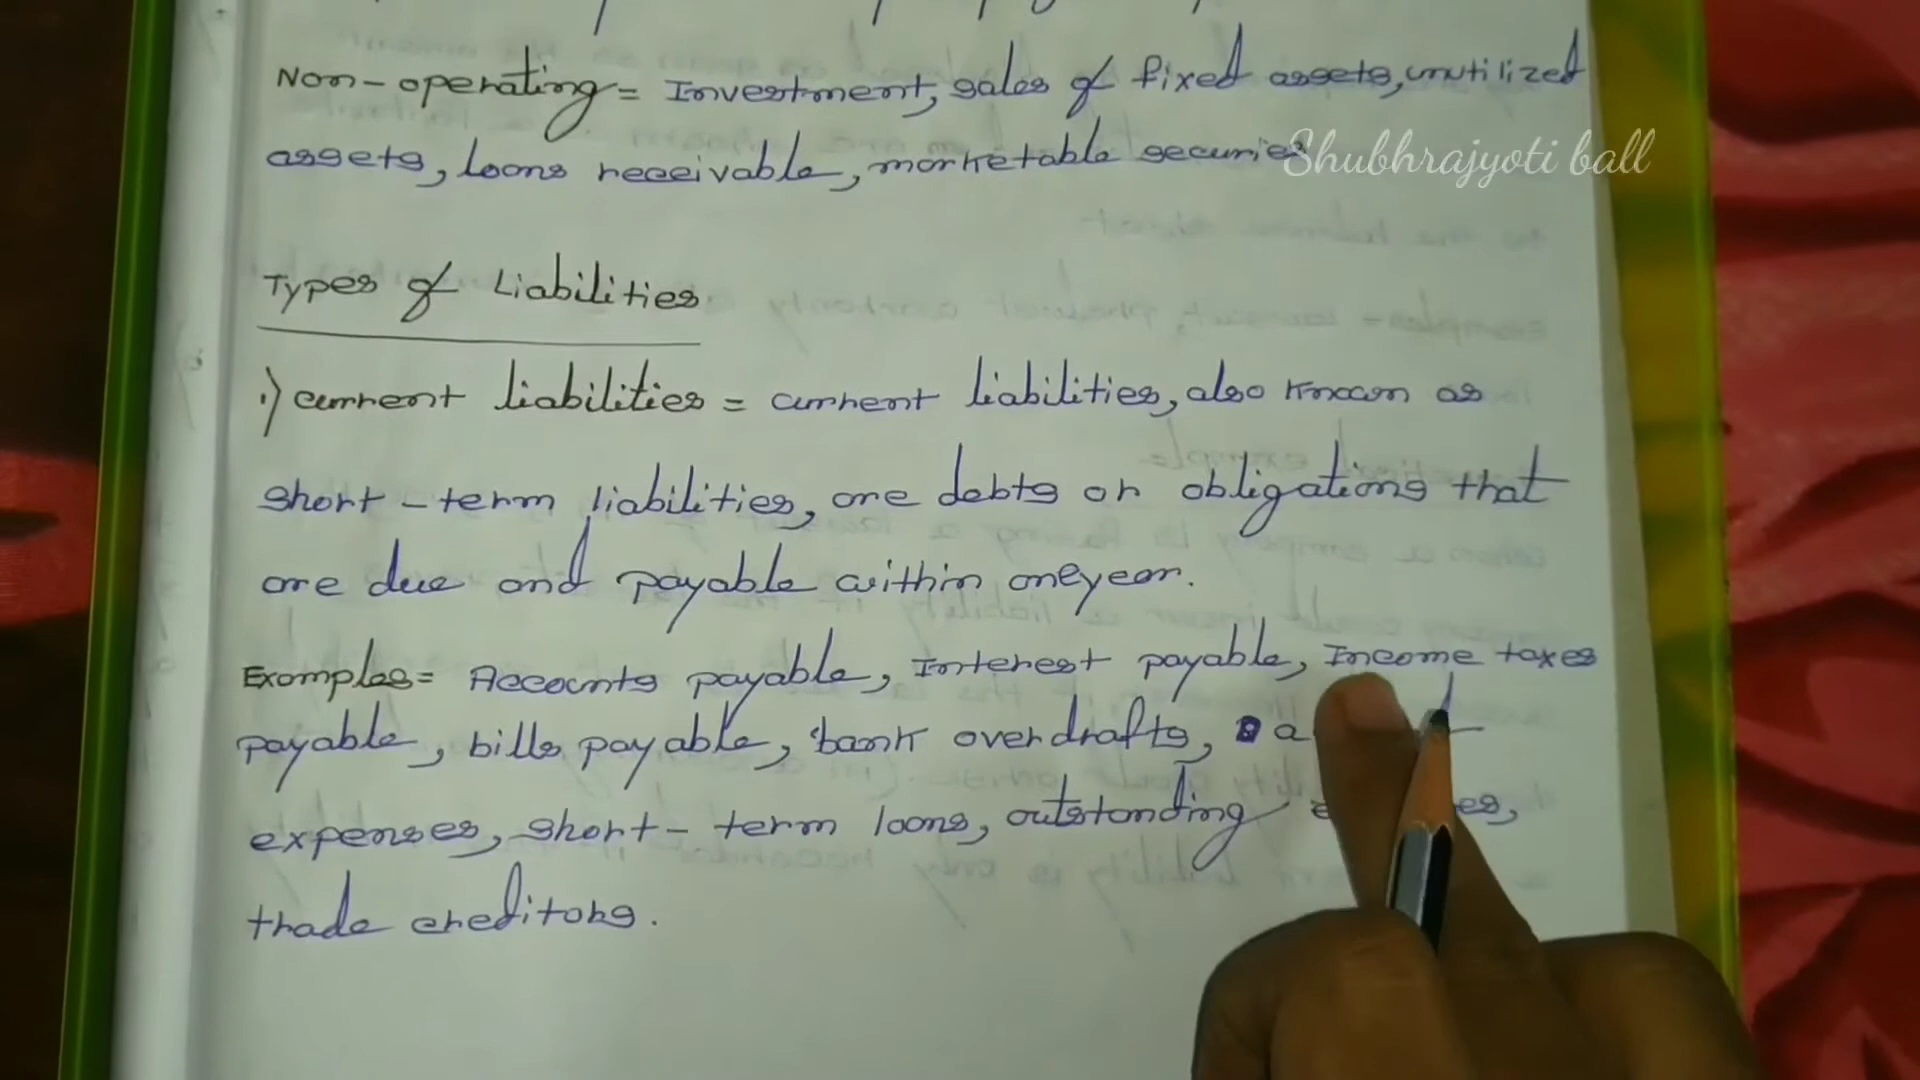 Non-operating = Investment, sales of fixed assets, unutilized
assets, loans receivable, marketable securies
Shubhrajyoti ball
Types of Liabilities
1) current liabilities = current liabilities, also known as
short-term liabilities, are debts or obligations that
are due and payable within oneyear.
Examples = Accounts payable, Interest payable, Income taxes
payable, bills payable, bank overdrafts,
expenses, short-term loans, outstanding
trade creditors.